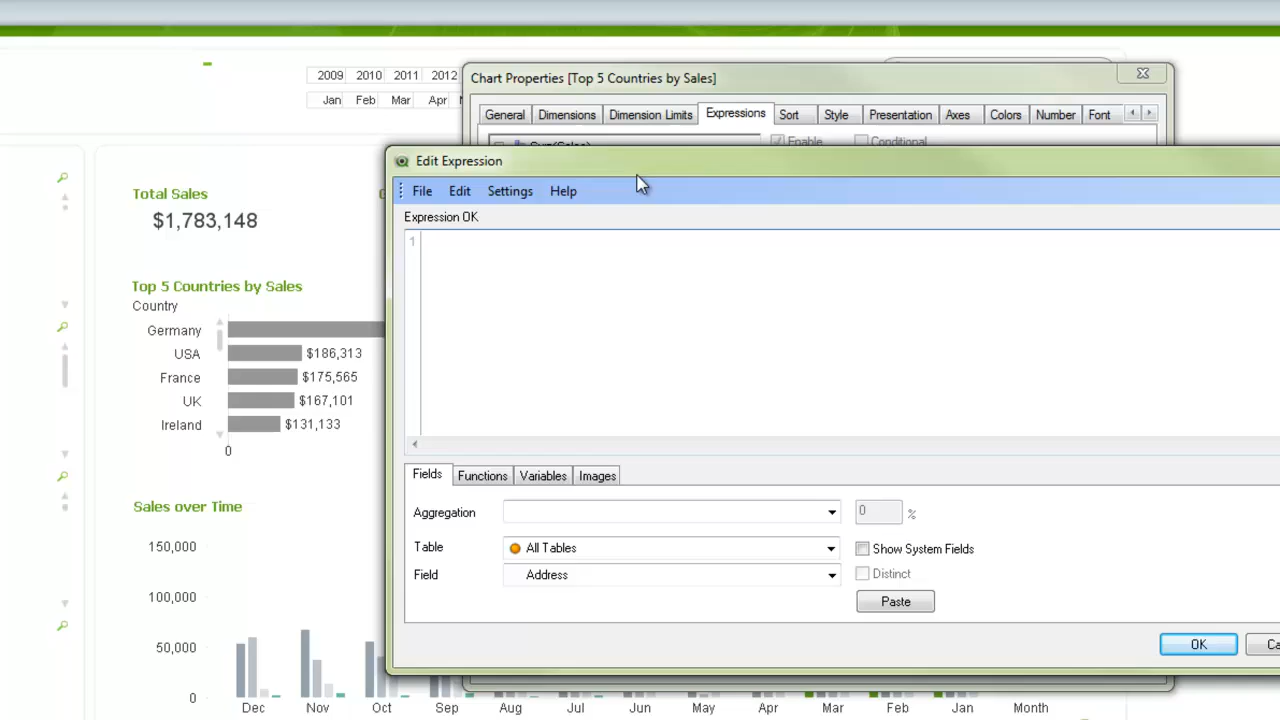 2009 2010 2011 2012
Jan Feb Mar Apr
Chart Properties [Top 5 Countries by Sales]
General Dimensions Dimension Limits Expressions Sort Style Presentation Axes Colors Number Font
Enable Conditional
Edit Expression
File Edit Settings Help
Expression OK
1
Total Sales
$1,783,148
Top 5 Countries by Sales
Country
Germany
USA $186,313
France $175,565
UK $167,101
Ireland $131,133
0
Fields Functions Variables Images
Aggregation 0 %
Table All Tables Show System Fields
Field Address Distinct
Paste
OK
Sales over Time
150,000
100,000
50,000
0
Dec Nov Oct Sep Aug Jul Jun May Apr Mar Feb Jan Month